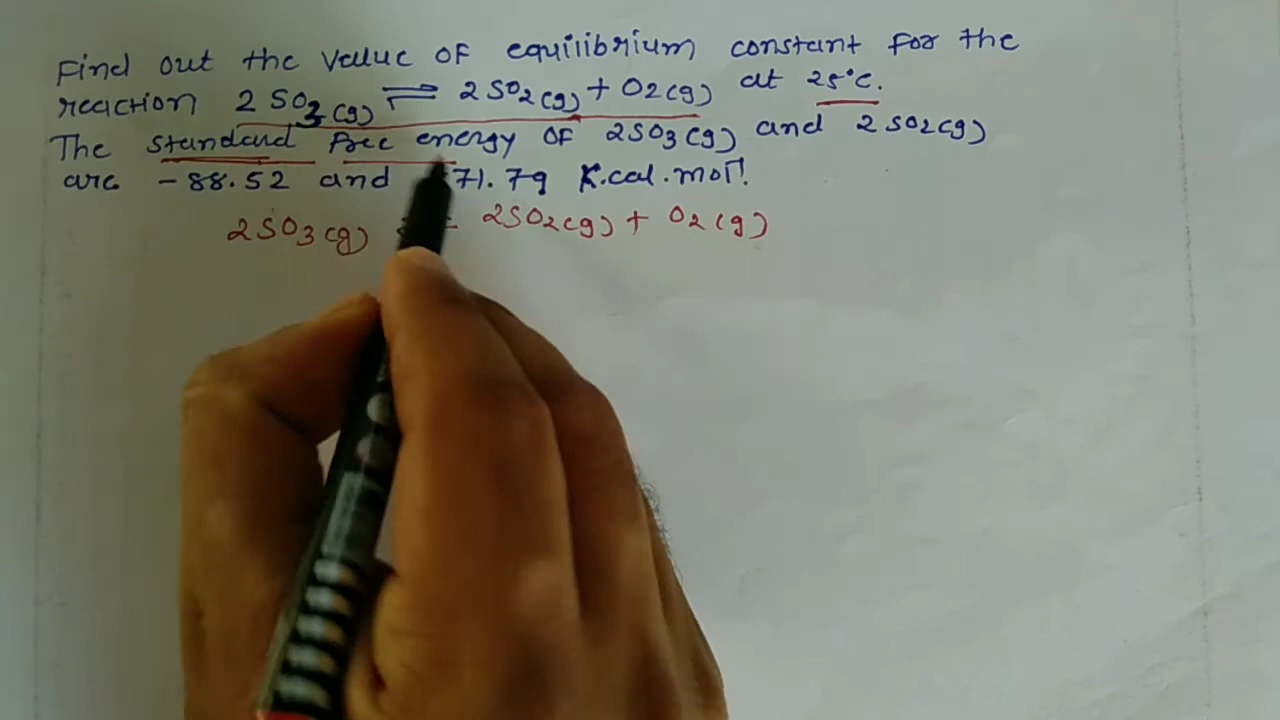 Find out the value of equilibrium constant for the
reaction 2 SO3(g) ⇌ 2SO2(g) + O2(g) at 25°C.
The standard free energy of 2SO3(g) and 2SO2(g)
are -88.52 and 71.79 K.cal.mol-1.
2SO3(g) 2SO2(g) + O2(g)